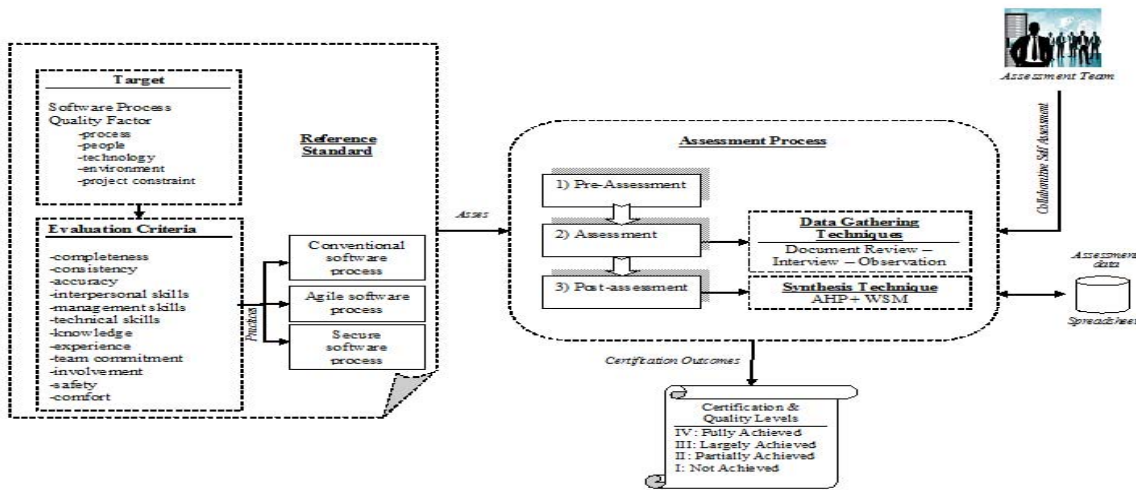 Target
Software Process
Quality Factor
-process
-people
-technology
-environment
-project constraint
Reference
Standard
Evaluation Criteria
-completeness
-consistency
-accuracy
-interpersonal skills
-management skills
-technical skills
-knowledge
-experience
-team commitment
-involvement
-safety
-comfort
Practices
Conventional
software
process
Agile software
process
Secure
software
process
Asses
Assessment Process
1) Pre-Assessment
2) Assessment
3) Post-assessment
Data Gathering
Techniques
Document Review –
Interview – Observation
Synthesis Technique
AHP + WSM
Assessment Team
Collaborative Self Assessment
Assessment
data
Spreadsheet
Certification Outcomes
Certification &
Quality Levels
IV: Fully Achieved
III: Largely Achieved
II: Partially Achieved
I: Not Achieved